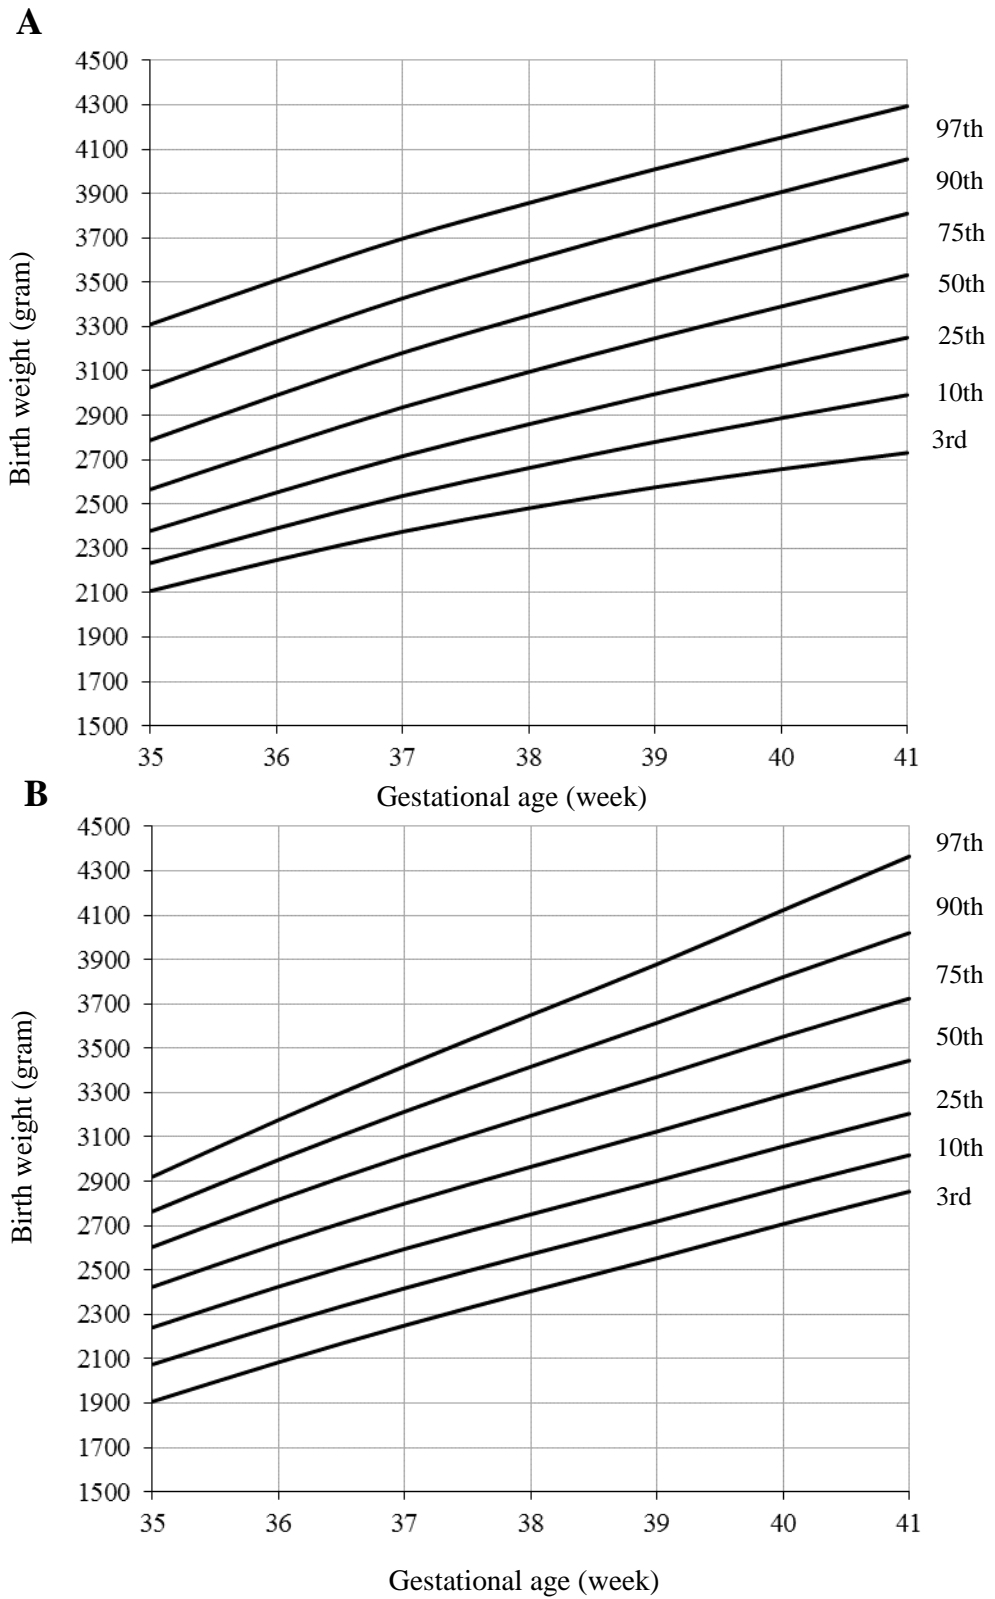 A
4500
4300
4100
3900
3700
3500
3300
3100
2900
2700
2500
2300
2100
1900
1700
1500
Birth weight (gram)
97th
90th
75th
50th
25th
10th
3rd
35 36 37 38 39 40 41
Gestational age (week)
B
4500
4300
4100
3900
3700
3500
3300
3100
2900
2700
2500
2300
2100
1900
1700
1500
Birth weight (gram)
97th
90th
75th
50th
25th
10th
3rd
35 36 37 38 39 40 41
Gestational age (week)